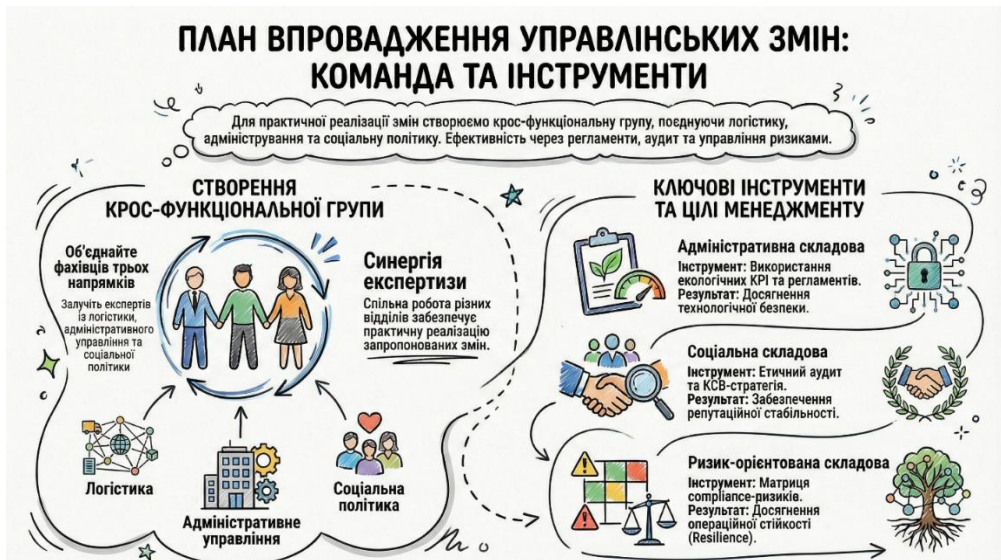 ПЛАН ВПРОВАДЖЕННЯ УПРАВЛІНСЬКИХ ЗМІН:
КОМАНДА ТА ІНСТРУМЕНТИ
Для практичної реалізації змін створюємо крос-функціональну групу, поєднуючи логістику,
адміністрування та соціальну політику. Ефективність через регламенти, аудит та управління ризиками.
СТВОРЕННЯ
КРОС-ФУНКЦІОНАЛЬНОЇ ГРУПИ
Об'єднайте
фахівців трьох
напрямків
Залучіть експертів
із логістики,
адміністративного
управління та
соціальної
політики
Синергія
експертизи
Спільна робота різних
відділів забезпечує
практичну реалізацію
запропонованих змін.
Логістика
Адміністративне
управління
Соціальна
політика
КЛЮЧОВІ ІНСТРУМЕНТИ
ТА ЦІЛІ МЕНЕДЖМЕНТУ
Адміністративна складова
Інструмент: Використання
екологічних KPI та регламентів.
Результат: Досягнення
технологічної безпеки.
Соціальна складова
Інструмент: Етичний аудит
та КСВ-стратегія.
Результат: Забезпечення
репутаційної стабільності.
Ризик-орієнтована складова
Інструмент: Матриця
compliance-ризиків.
Результат: Досягнення
операційної стійкості
(Resilience).